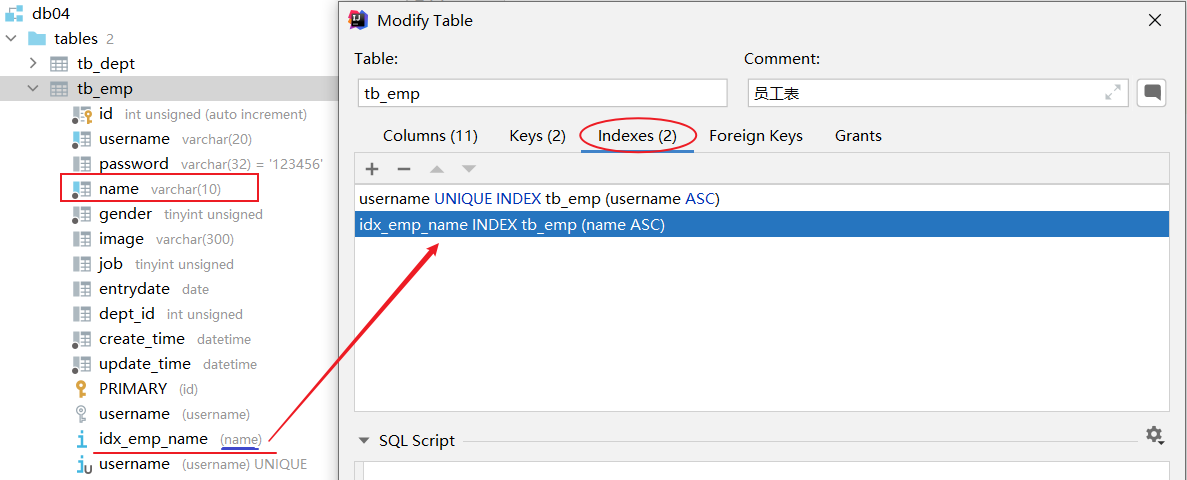 db04
tables 2
tb_dept
tb_emp
id int unsigned (auto increment)
username varchar(20)
password varchar(32) = '123456'
name varchar(10)
gender tinyint unsigned
image varchar(300)
job tinyint unsigned
entrydate date
dept_id int unsigned
create_time datetime
update_time datetime
PRIMARY (id)
username (username)
idx_emp_name (name)
username (username) UNIQUE
Modify Table
Table:
Comment:
tb_emp
员工表
Columns (11) Keys (2) Indexes (2) Foreign Keys Grants
username UNIQUE INDEX tb_emp (username ASC)
idx_emp_name INDEX tb_emp (name ASC)
SQL Script